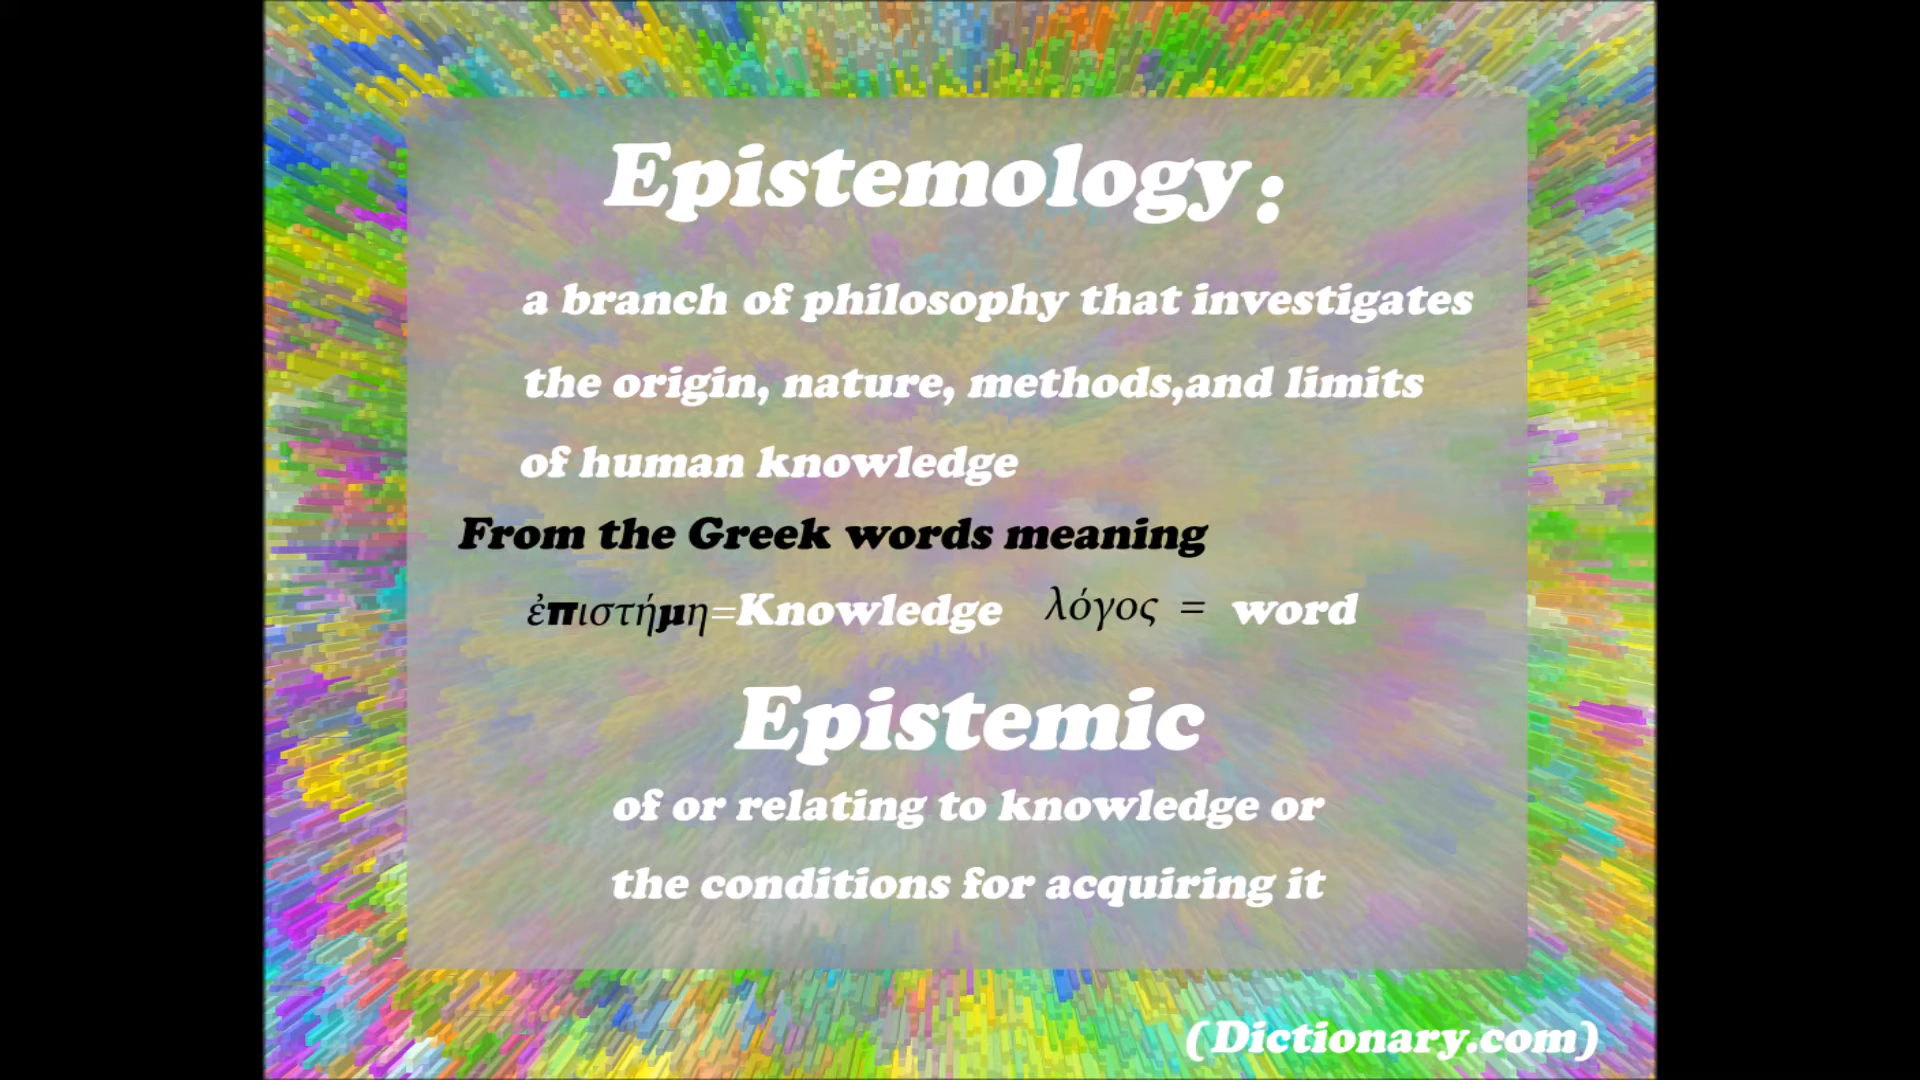 Epistemology:
a branch of philosophy that investigates
the origin, nature, methods,and limits
of human knowledge
From the Greek words meaning
ἐπιστήμη=Knowledge λόγος = word
Epistemic
of or relating to knowledge or
the conditions for acquiring it
(Dictionary.com)